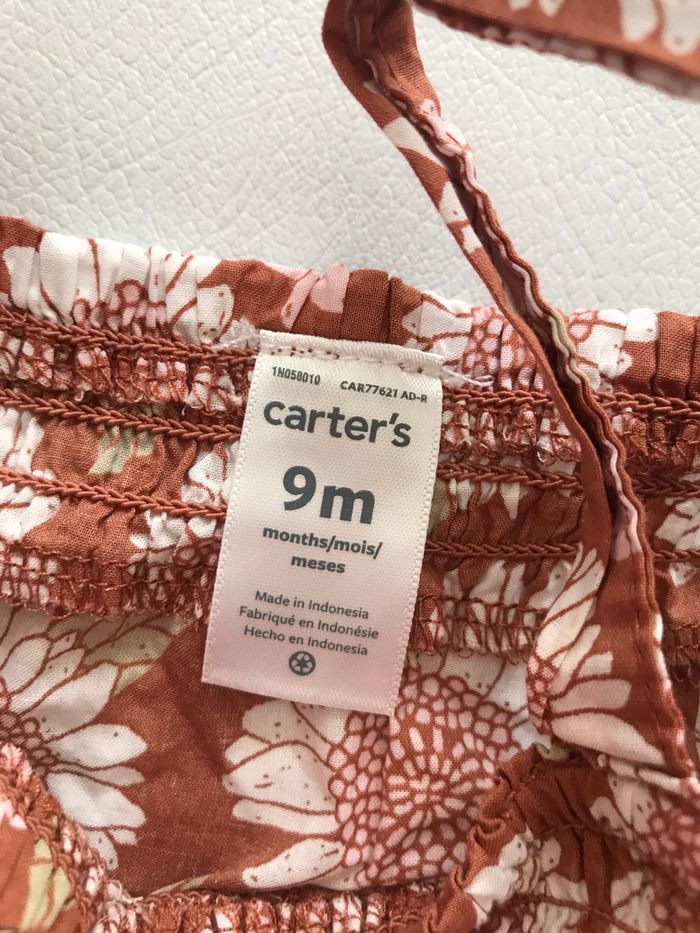 1N058010 CAR77621 AD-R
carter's
9m
months/mois/
meses
Made in Indonesia
Fabriqué en Indonésie
Hecho en Indonesia